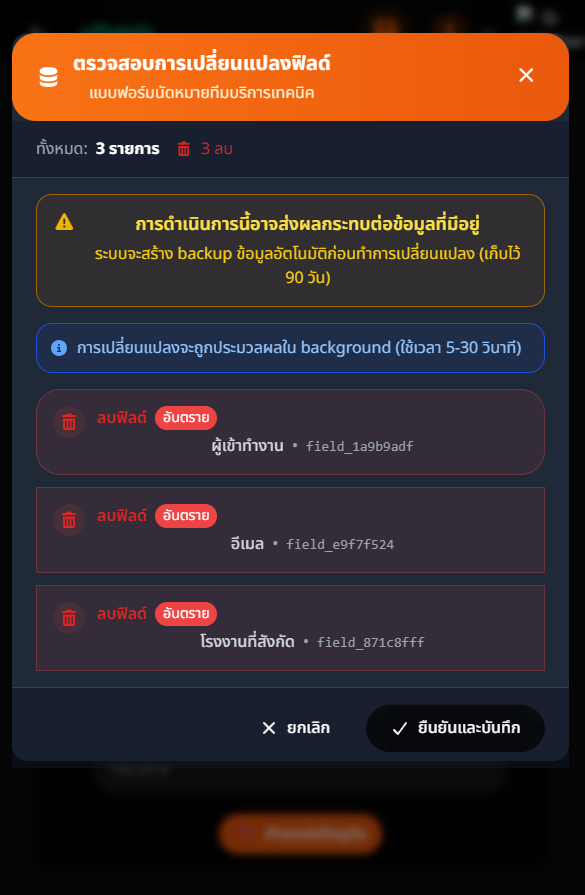 ตรวจสอบการเปลี่ยนแปลงฟิลด์
แบบฟอร์มนัดหมายทีมบริการเทคนิค
ทั้งหมด: 3 รายการ 3 ลบ
การดำเนินการนี้อาจส่งผลกระทบต่อข้อมูลที่มีอยู่
ระบบจะสร้าง backup ข้อมูลอัตโนมัติก่อนทำการเปลี่ยนแปลง (เก็บไว้
90 วัน)
การเปลี่ยนแปลงจะถูกประมวลผลใน background (ใช้เวลา 5-30 วินาที)
ลบฟิลด์ อันตราย
ผู้เข้าทำงาน • field_1a9b9adf
ลบฟิลด์ อันตราย
อีเมล • field_e9f7f524
ลบฟิลด์ อันตราย
โรงงานที่สังกัด • field_871c8fff
ยกเลิก ยืนยันและบันทึก